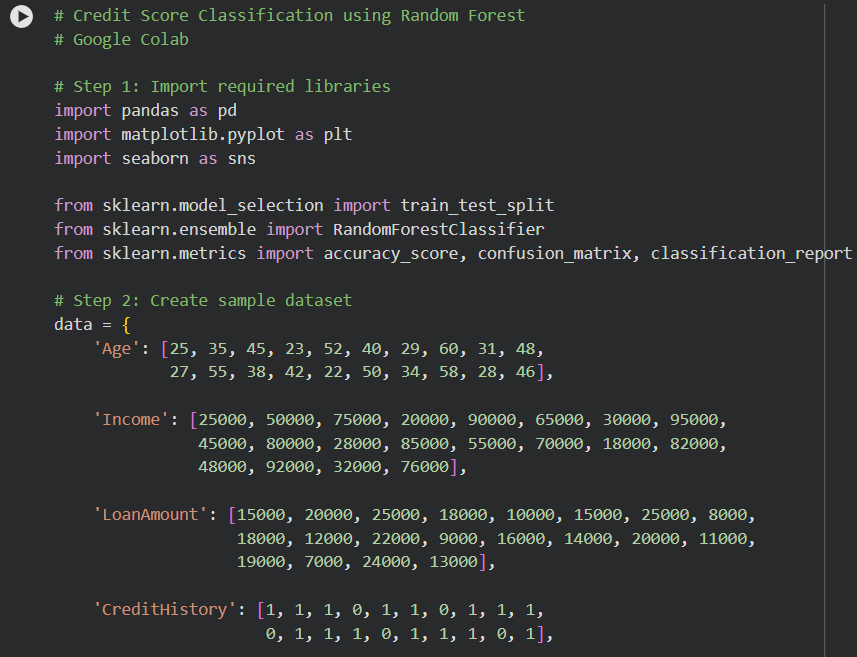 # Credit Score Classification using Random Forest
# Google Colab
# Step 1: Import required libraries
import pandas as pd
import matplotlib.pyplot as plt
import seaborn as sns
from sklearn.model_selection import train_test_split
from sklearn.ensemble import RandomForestClassifier
from sklearn.metrics import accuracy_score, confusion_matrix, classification_report
# Step 2: Create sample dataset
data = {
'Age': [25, 35, 45, 23, 52, 40, 29, 60, 31, 48,
27, 55, 38, 42, 22, 50, 34, 58, 28, 46],
'Income': [25000, 50000, 75000, 20000, 90000, 65000, 30000, 95000,
45000, 80000, 28000, 85000, 55000, 70000, 18000, 82000,
48000, 92000, 32000, 76000],
'LoanAmount': [15000, 20000, 25000, 18000, 10000, 15000, 25000, 8000,
18000, 12000, 22000, 9000, 16000, 14000, 20000, 11000,
19000, 7000, 24000, 13000],
'CreditHistory': [1, 1, 1, 0, 1, 1, 0, 1, 1, 1,
0, 1, 1, 1, 0, 1, 1, 1, 0, 1],